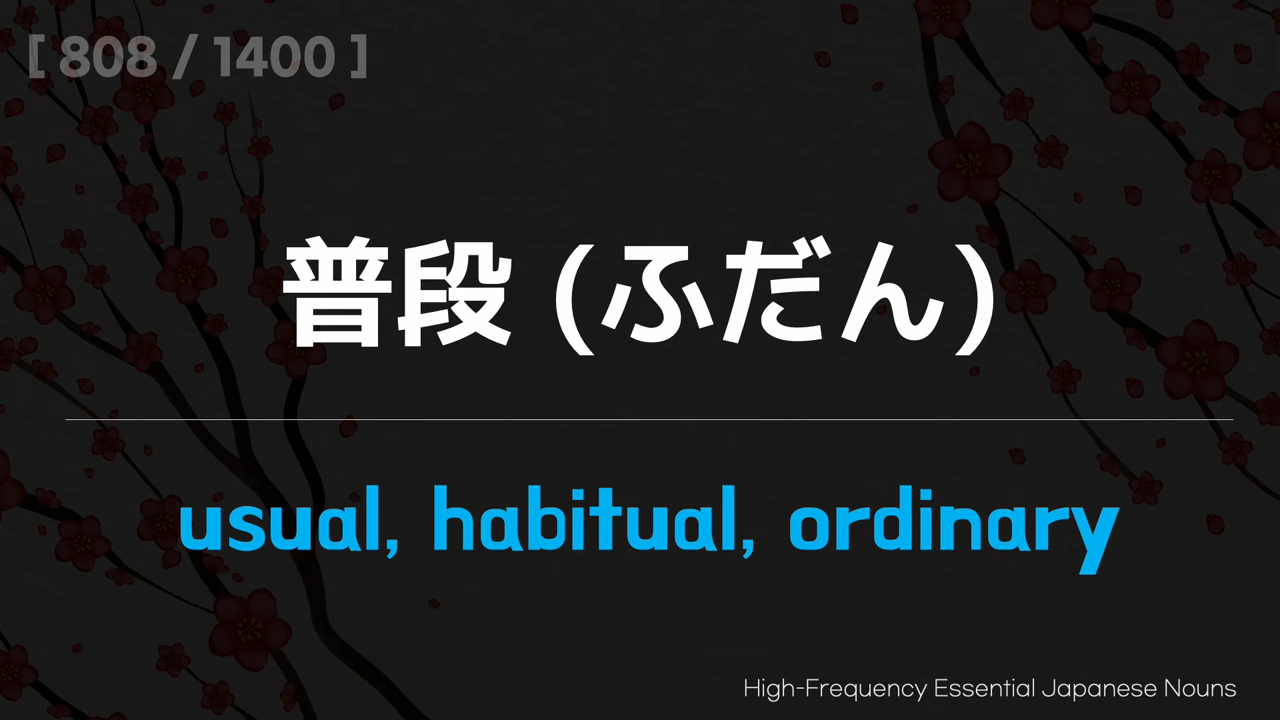 [ 808 / 1400 ]
普段 (ふだん)
usual, habitual, ordinary
High-Frequency Essential Japanese Nouns